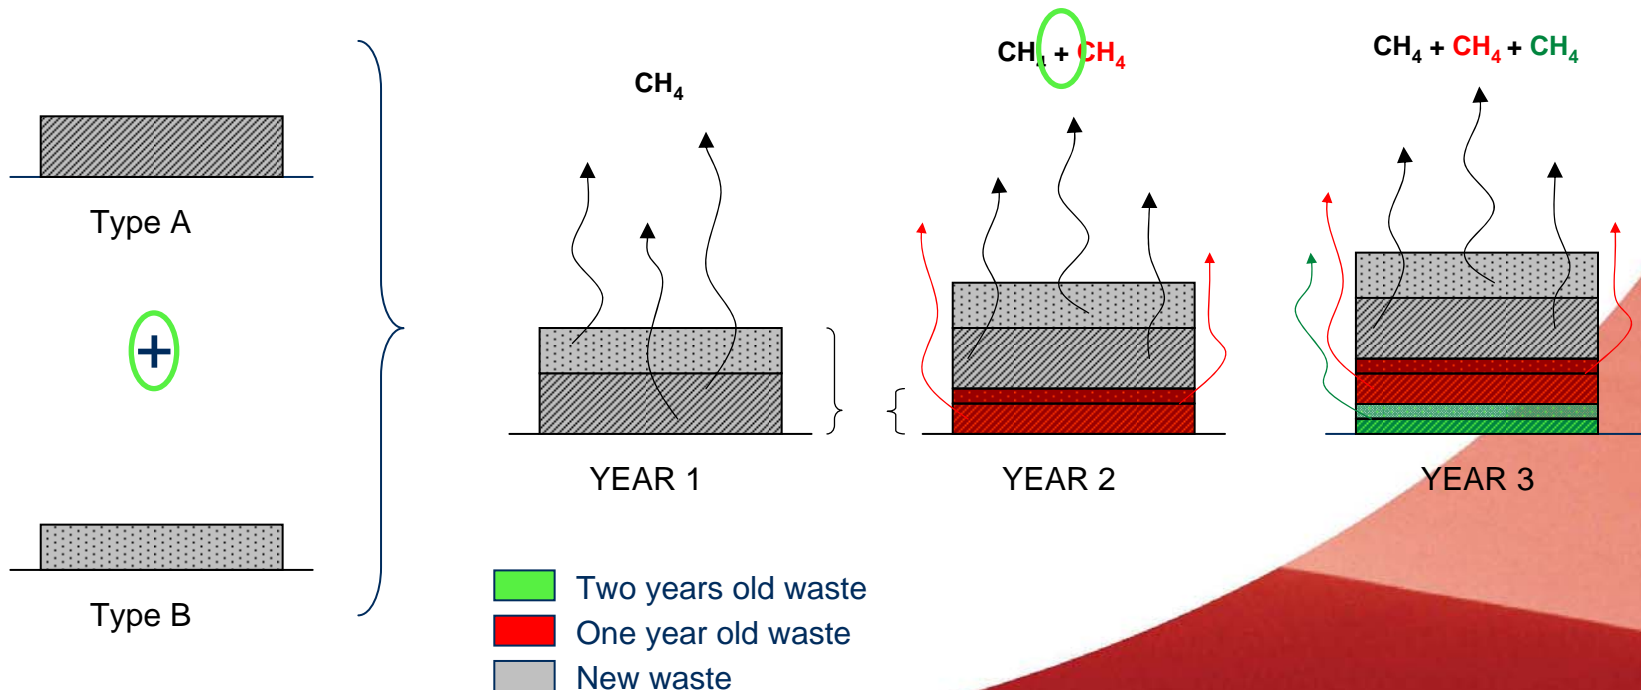 Type A
+
Type B
CH₄
YEAR 1
CH₄ + CH₄
YEAR 2
CH₄ + CH₄ + CH₄
YEAR 3
Two years old waste
One year old waste
New waste